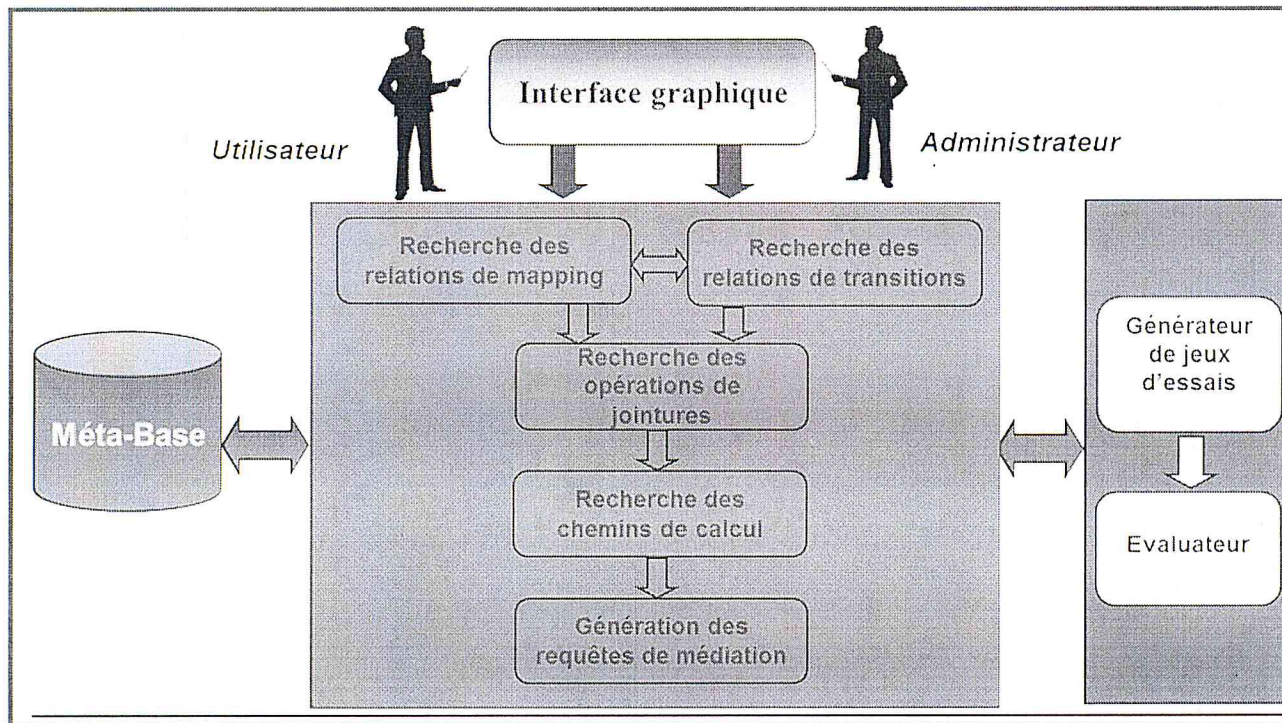 Interface graphique
Utilisateur
Administrateur
Recherche des
relations de mapping
Recherche des
relations de transitions
Recherche des
opérations de
jointures
Recherche des
chemins de calcul
Génération des
requêtes de médiation
Méta-Base
Générateur
de jeux
d'essais
Evaluateur